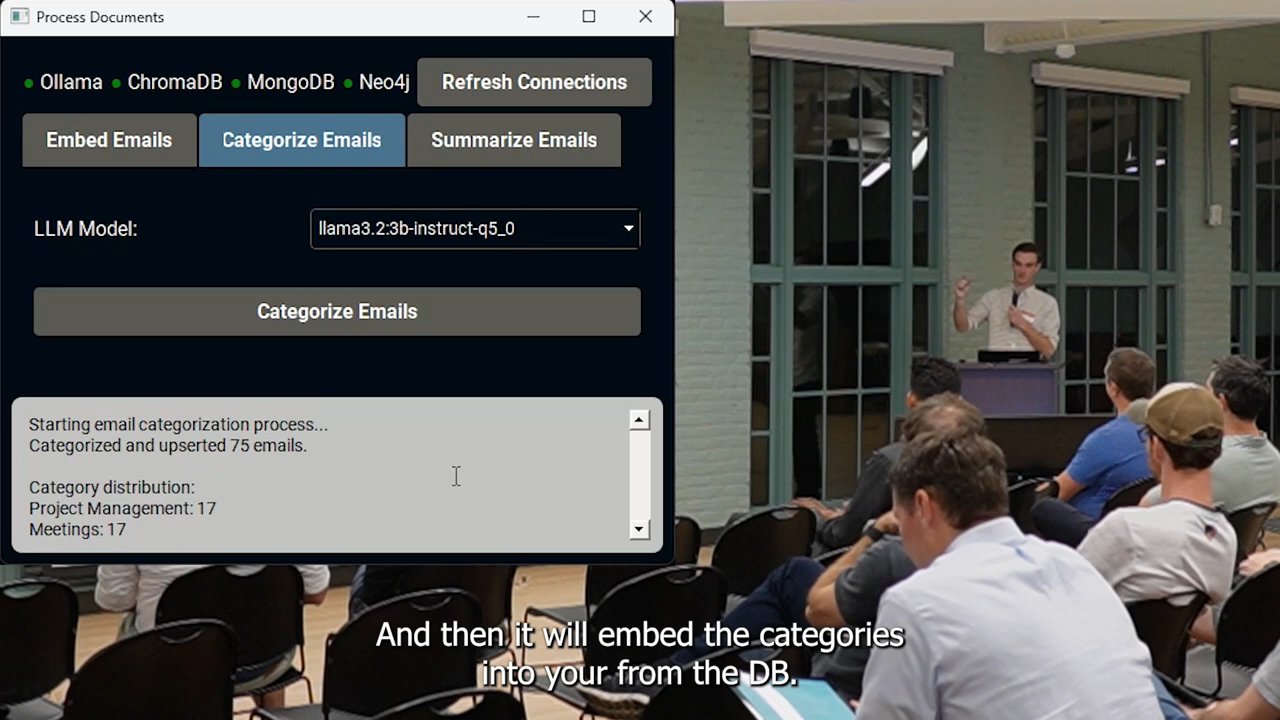 Process Documents
Ollama ChromaDB MongoDB Neo4j Refresh Connections
Embed Emails Categorize Emails Summarize Emails
LLM Model: llama3.2:3b-instruct-q5_0
Categorize Emails
Starting email categorization process...
Categorized and upserted 75 emails.
Category distribution:
Project Management: 17
Meetings: 17
And then it will embed the categories
into your from the DB.